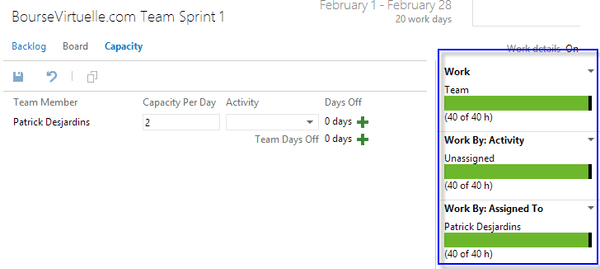 BourseVirtuelle.com Team Sprint 1
February 1 - February 28
20 work days
Backlog Board Capacity
Work details On
Team Member Capacity Per Day Activity Days Off
Patrick Desjardins 2 0 days
Team Days Off 0 days
Work
Team
(40 of 40 h)
Work By: Activity
Unassigned
(40 of 40 h)
Work By: Assigned To
Patrick Desjardins
(40 of 40 h)